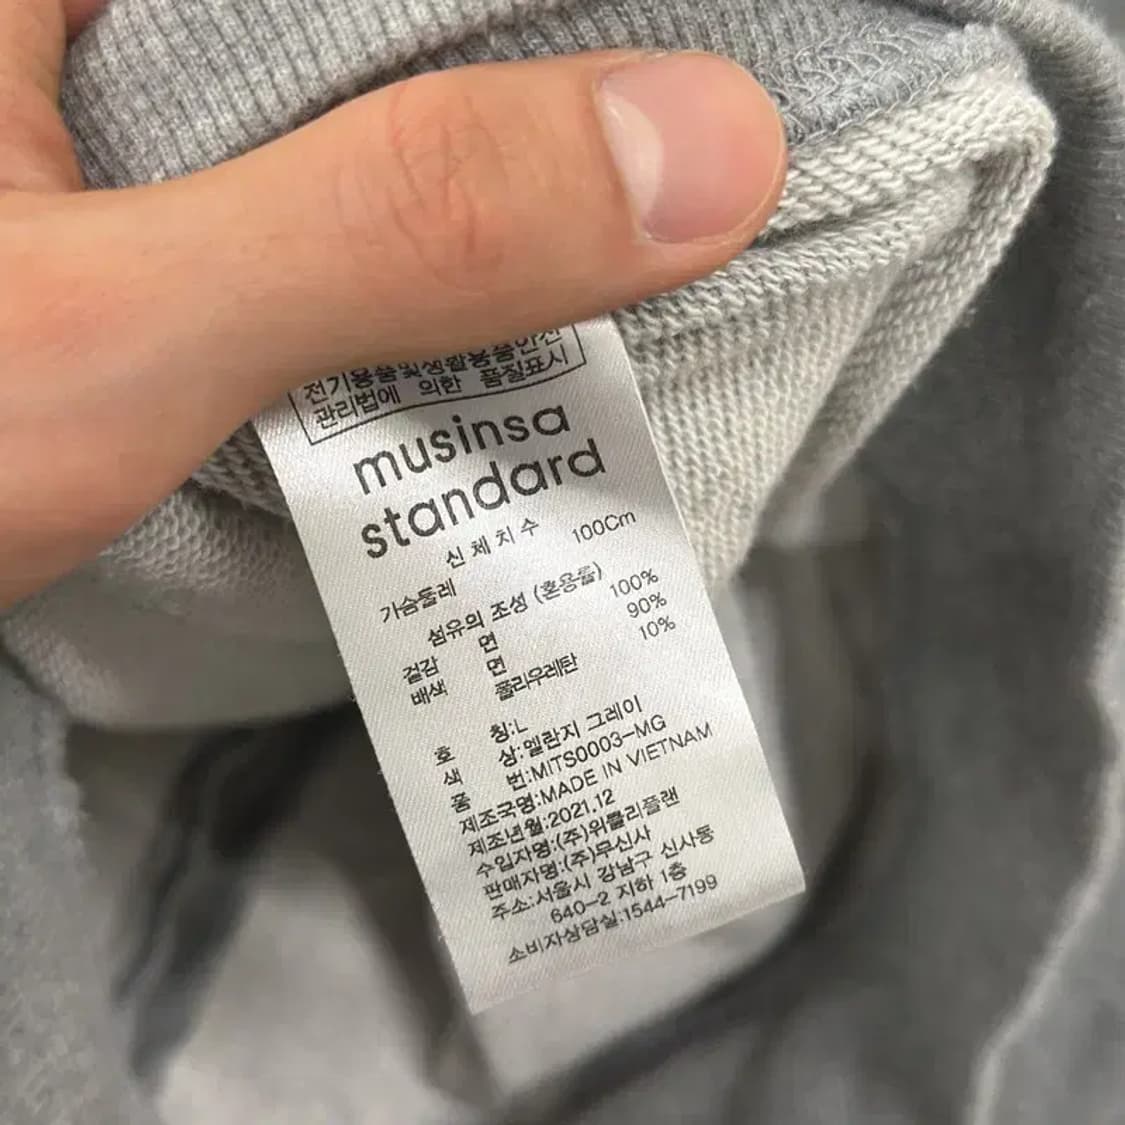 전기용품및생활용품안전
관리법에 의한 품질표시
musinsa
standard
신체치수
가슴둘레 100Cm
섬유의 조성 (혼용률)
겉감 면 100%
배색 면 90%
폴리우레탄 10%
호 칭:L
색 상:멜란지 그레이
품 번:MITS0003-MG
제조국명:MADE IN VIETNAM
제조년월:2021.12
수입자명:(주)위클리플랜
판매자명:(주)무신사
주소:서울시 강남구 신사동
640-2 지하 1층
소비자상담실:1544-7199